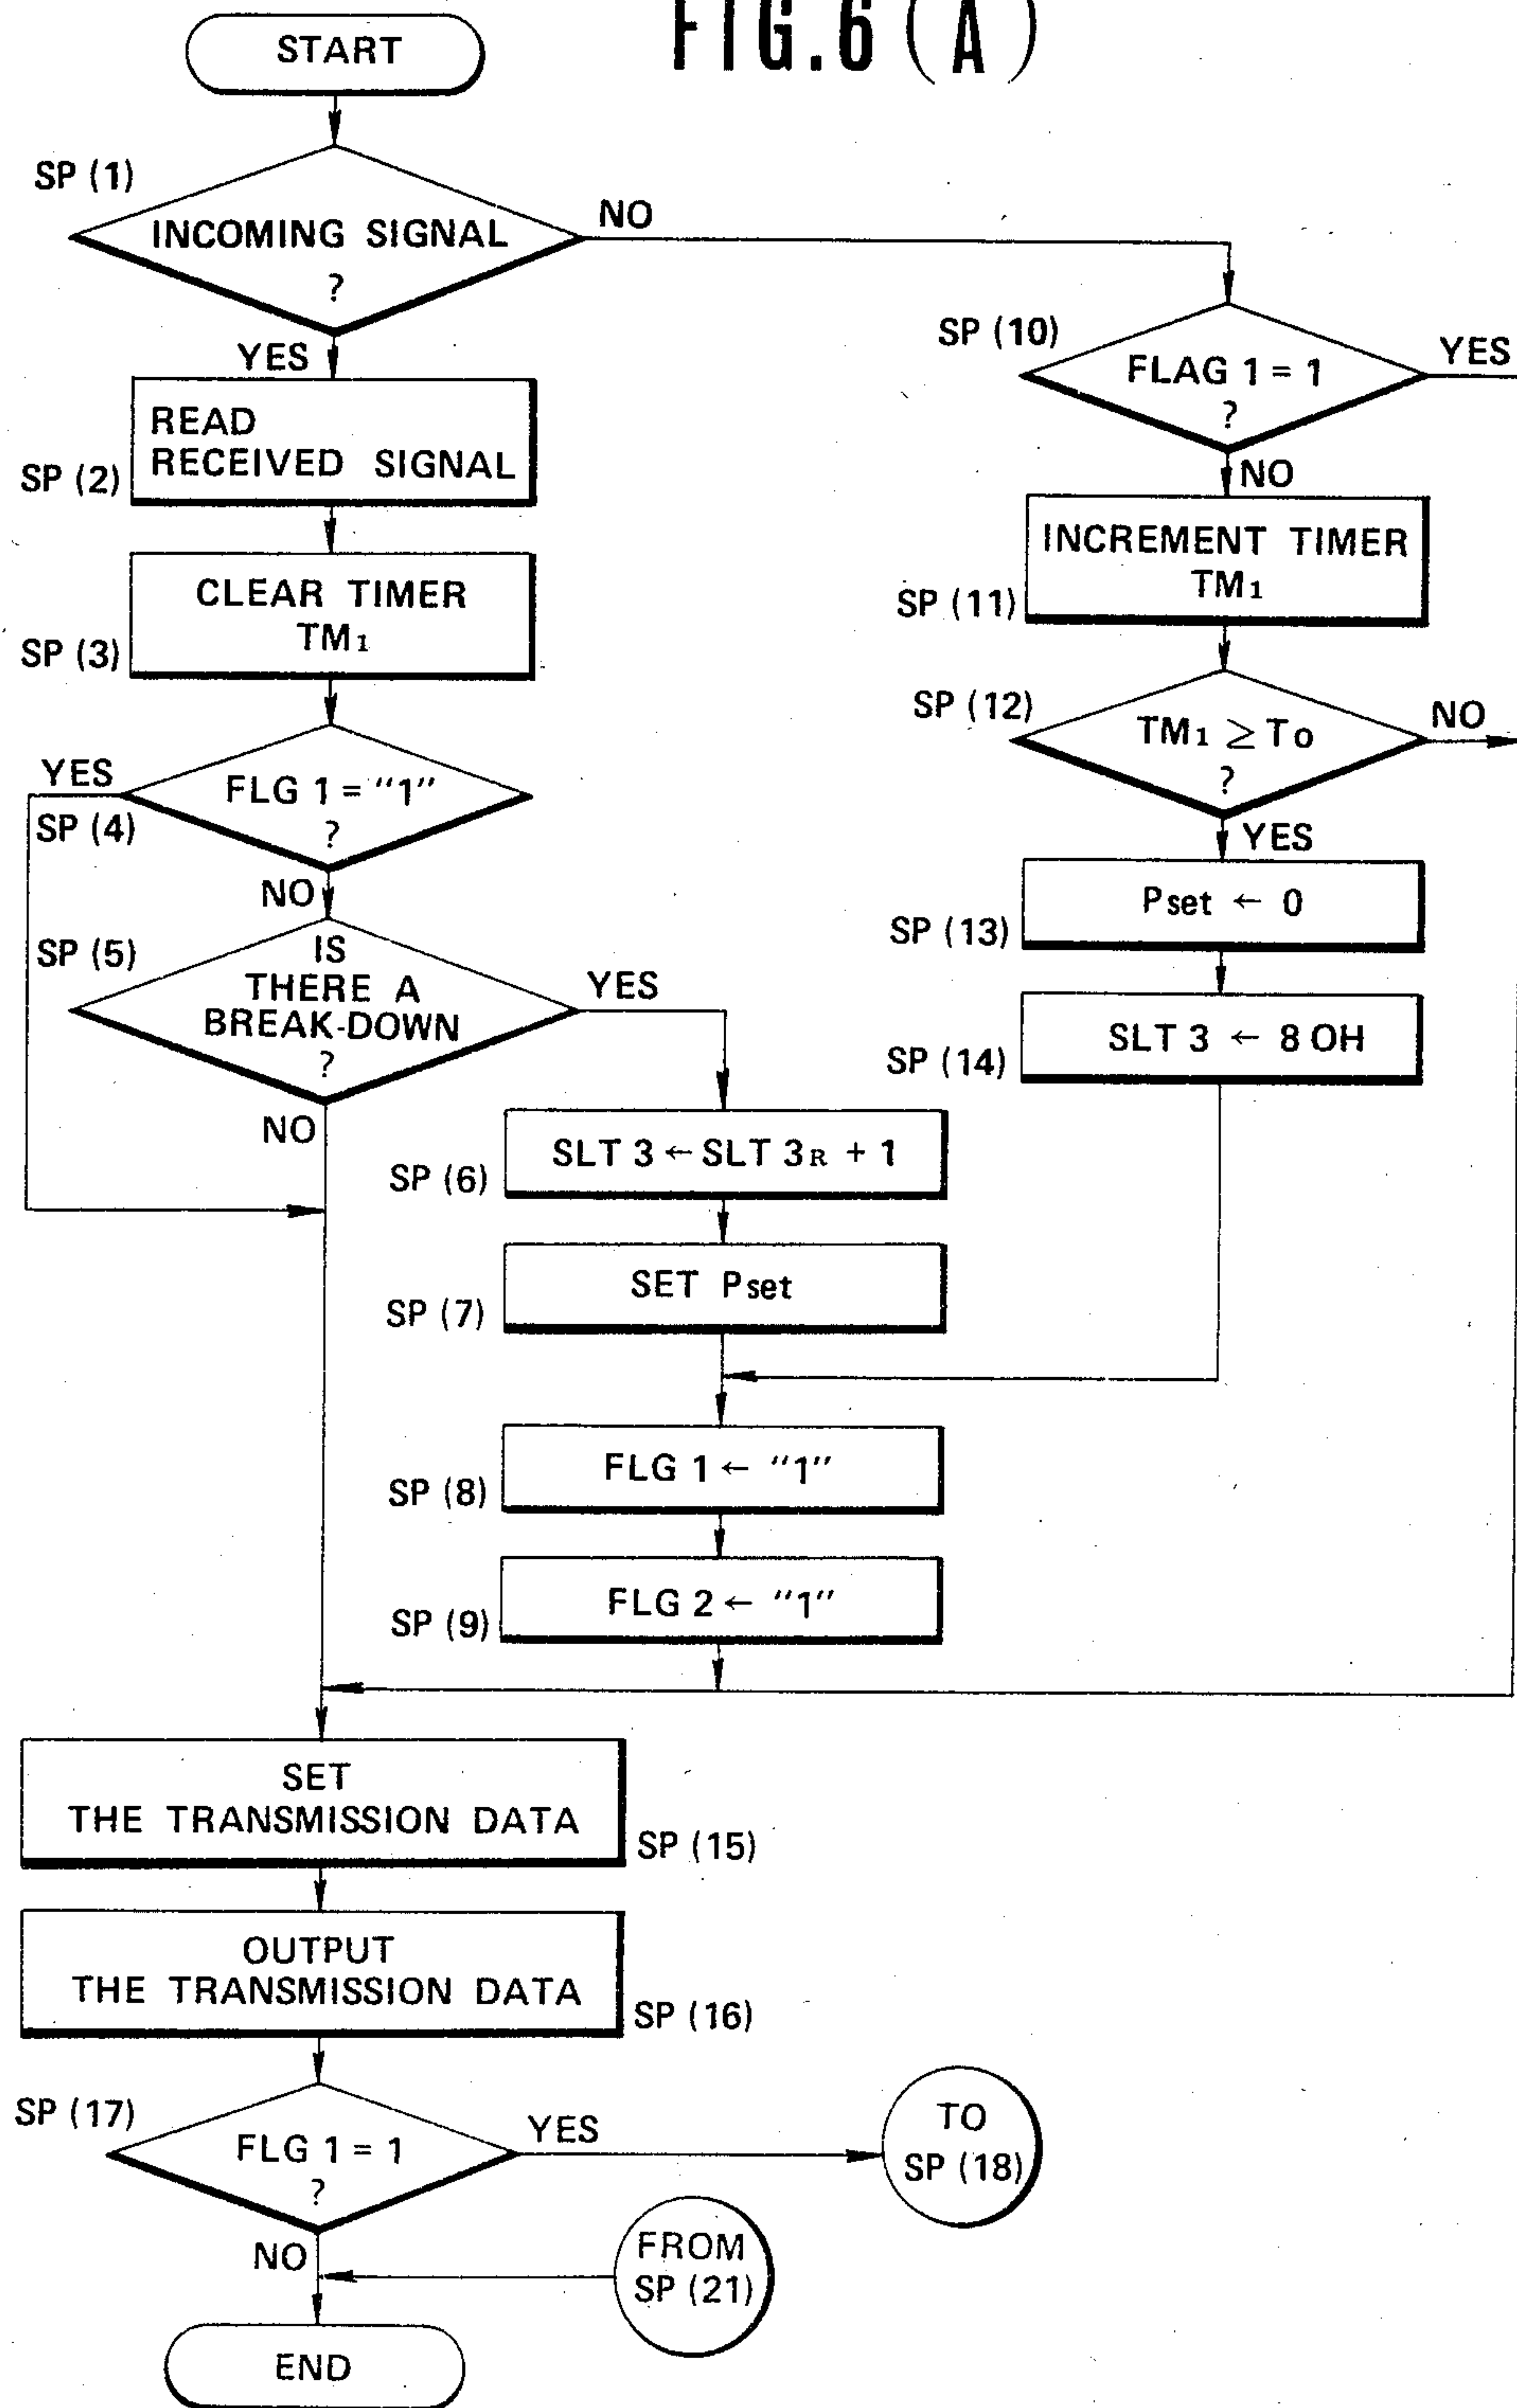 FIG.6 (A)
START
SP (1)
INCOMING SIGNAL
?
NO
YES
SP (2)
READ
RECEIVED SIGNAL
SP (3)
CLEAR TIMER
TM1
YES
SP (4)
FLG 1 = "1"
?
NO
SP (5)
IS
THERE A
BREAK-DOWN
?
YES
NO
SP (6)
SLT 3 ← SLT 3R + 1
SP (7)
SET Pset
SP (8)
FLG 1 ← "1"
SP (9)
FLG 2 ← "1"
SP (10)
FLAG 1 = 1
?
YES
NO
SP (11)
INCREMENT TIMER
TM1
SP (12)
TM1 ≥ To
?
NO
YES
SP (13)
Pset ← 0
SP (14)
SLT 3 ← 8 OH
SET
THE TRANSMISSION DATA
SP (15)
OUTPUT
THE TRANSMISSION DATA
SP (16)
SP (17)
FLG 1 = 1
?
YES
TO
SP (18)
NO
FROM
SP (21)
END